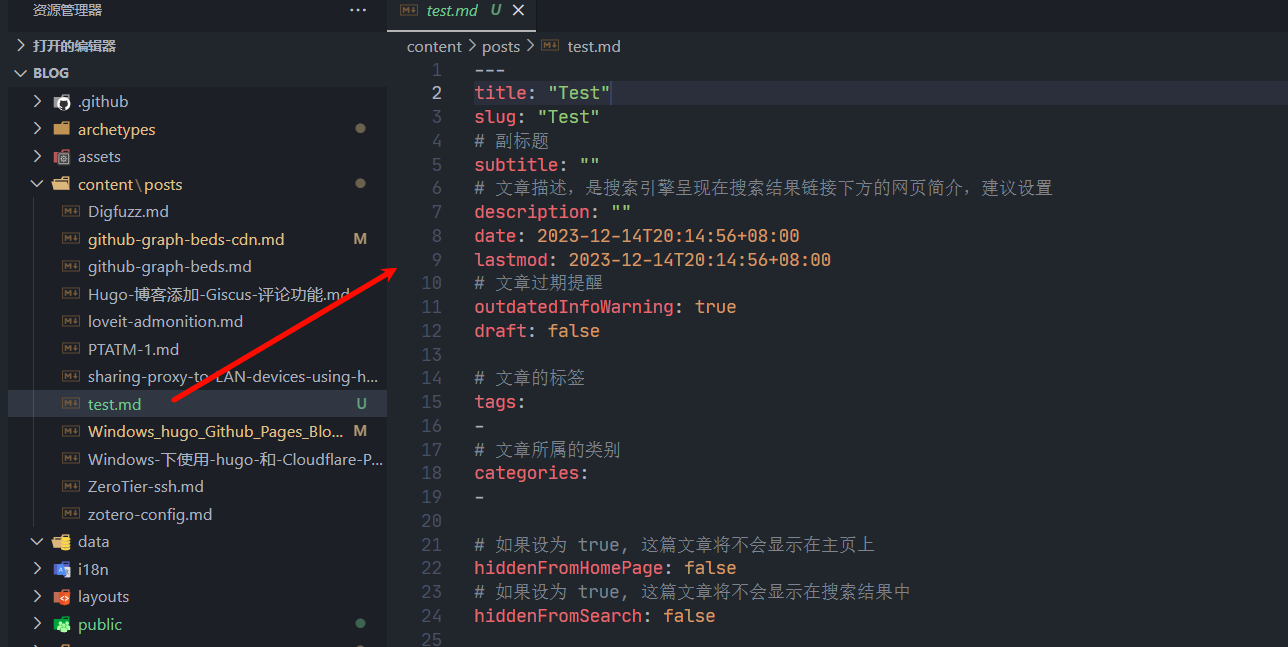 资源管理器
打开的编辑器
BLOG
.github
archetypes
assets
content\posts
Digfuzz.md
github-graph-beds-cdn.md M
github-graph-beds.md
Hugo-博客添加-Giscus-评论功能.md
loveit-admonition.md
PTATM-1.md
sharing-proxy-to-LAN-devices-using-h...
test.md U
Windows_hugo_Github_Pages_Blo... M
Windows-下使用-hugo-和-Cloudflare-P...
ZeroTier-ssh.md
zotero-config.md
data
i18n
layouts
public
test.md U
content > posts > test.md
1 ---
2 title: "Test"
3 slug: "Test"
4 # 副标题
5 subtitle: ""
6 # 文章描述，是搜索引擎呈现在搜索结果链接下方的网页简介，建议设置
7 description: ""
8 date: 2023-12-14T20:14:56+08:00
9 lastmod: 2023-12-14T20:14:56+08:00
10 # 文章过期提醒
11 outdatedInfoWarning: true
12 draft: false
13
14 # 文章的标签
15 tags:
16 -
17 # 文章所属的类别
18 categories:
19 -
20
21 # 如果设为 true, 这篇文章将不会显示在主页上
22 hiddenFromHomePage: false
23 # 如果设为 true, 这篇文章将不会显示在搜索结果中
24 hiddenFromSearch: false
25